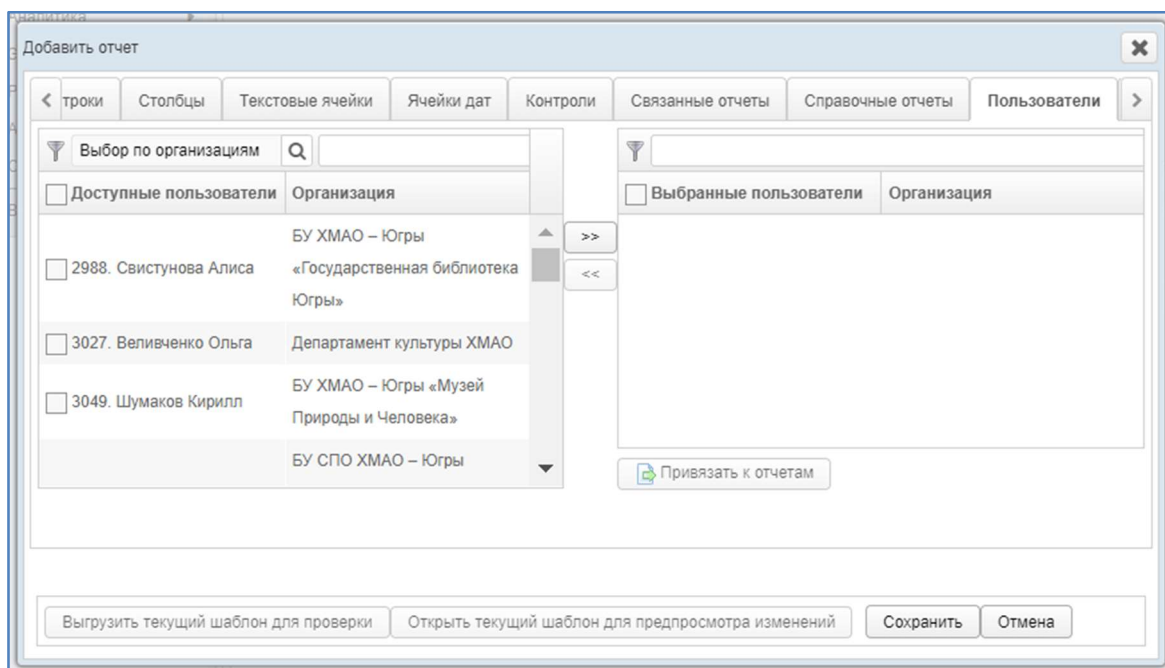 Аналитика
Добавить отчет
троки Столбцы Текстовые ячейки Ячейки дат Контроли Связанные отчеты Справочные отчеты Пользователи
Выбор по организациям
Доступные пользователи Организация
Выбранные пользователи Организация
БУ ХМАО – Югры
2988. Свистунова Алиса «Государственная библиотека
Югры»
>>
<<
3027. Веливченко Ольга Департамент культуры ХМАО
БУ ХМАО – Югры «Музей
3049. Шумаков Кирилл
Природы и Человека»
БУ СПО ХМАО – Югры
Привязать к отчетам
Выгрузить текущий шаблон для проверки Открыть текущий шаблон для предпросмотра изменений Сохранить Отмена